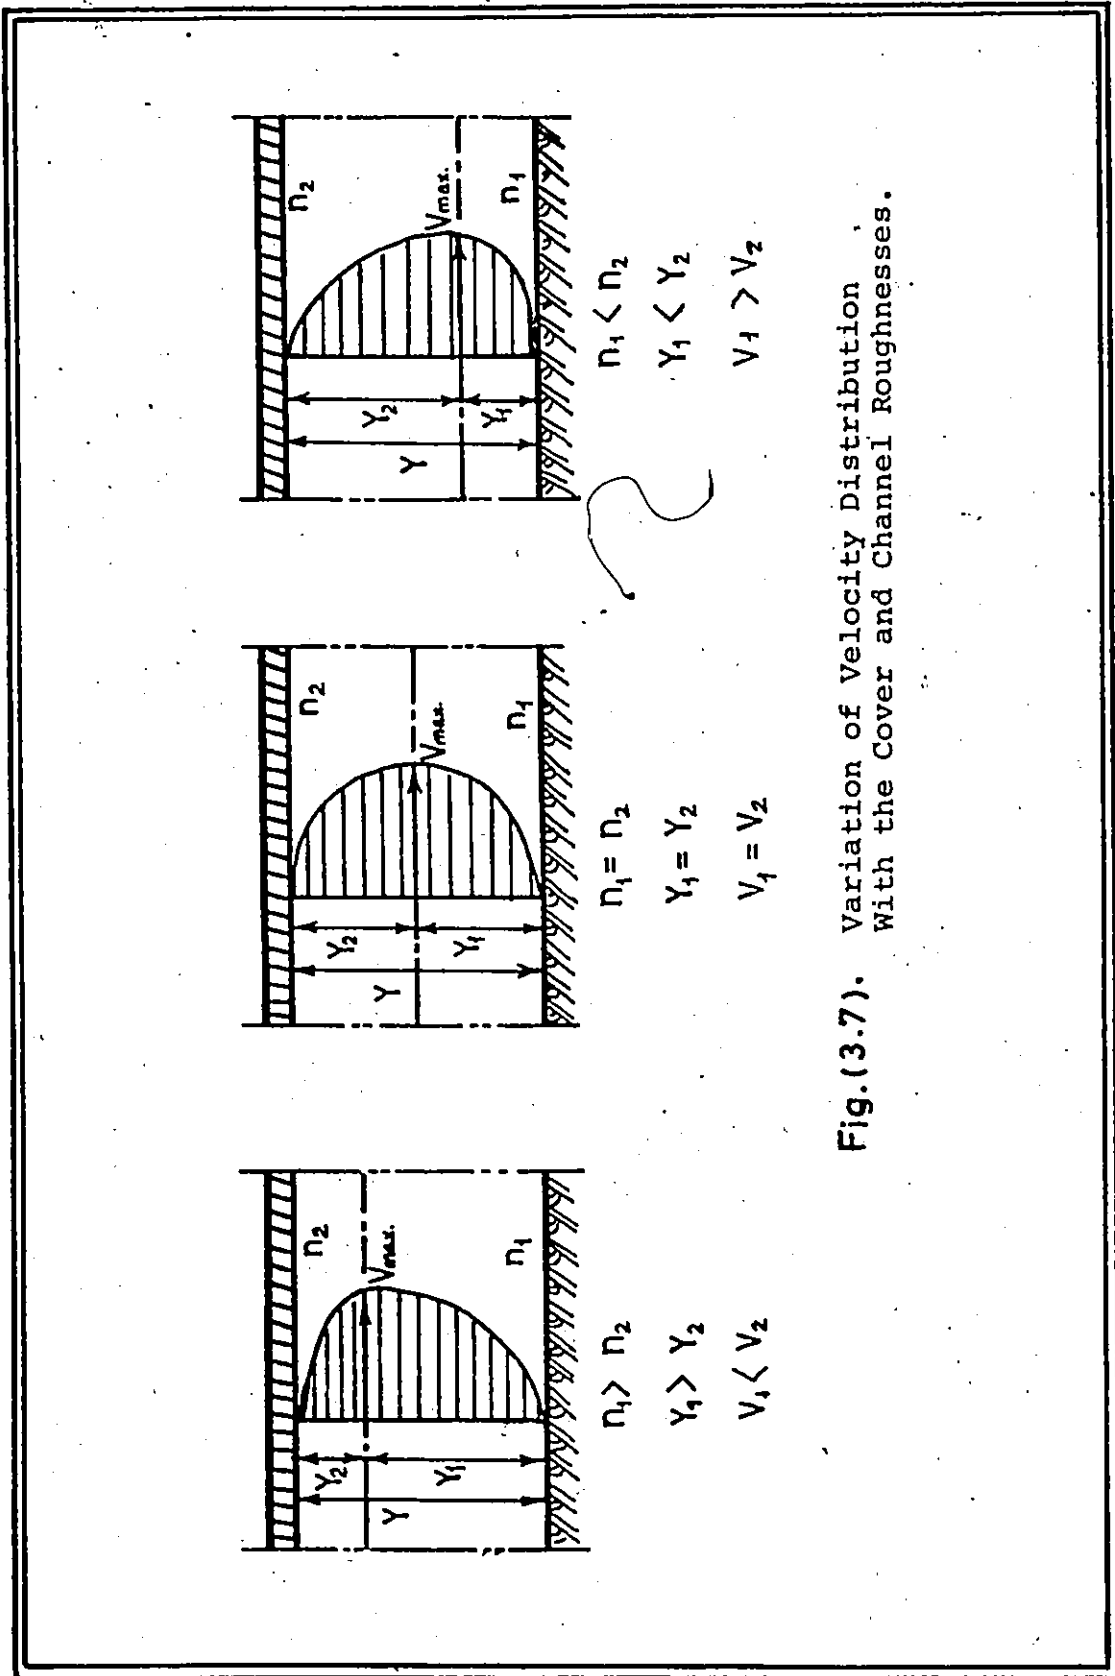 n₂
Vmax.
Y₂
Y
Y₁
n₁
n₁ > n₂
Y₁ > Y₂
V₁ < V₂
n₂
Vmax.
Y₂
Y
Y₁
n₁
n₁ = n₂
Y₁ = Y₂
V₁ = V₂
n₂
Vmax.
Y₂
Y
Y₁
n₁
n₁ < n₂
Y₁ < Y₂
V₁ > V₂
Fig.(3.7). Variation of Velocity Distribution
With the Cover and Channel Roughnesses.